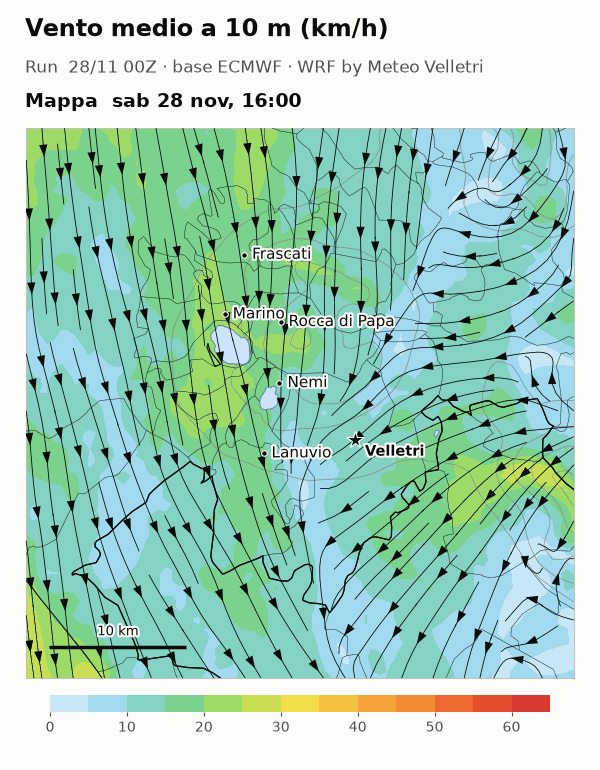 Vento medio a 10 m (km/h)
Run 28/11 00Z · base ECMWF · WRF by Meteo Velletri
Mappa sab 28 nov, 16:00
Frascati
Marino
Rocca di Papa
Nemi
Velletri
Lanuvio
10 km
0 10 20 30 40 50 60